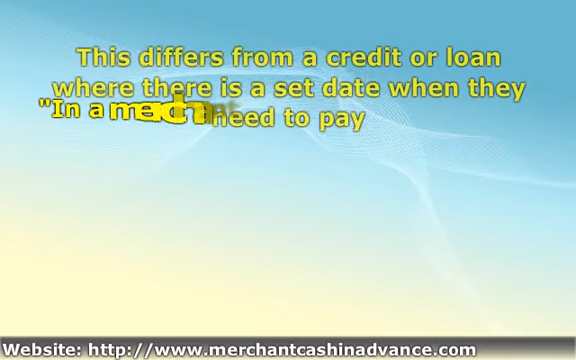 This differs from a credit or loan
where there is a set date when they
need to pay
"In a merchant
Website: http://www.merchantcashinadvance.com